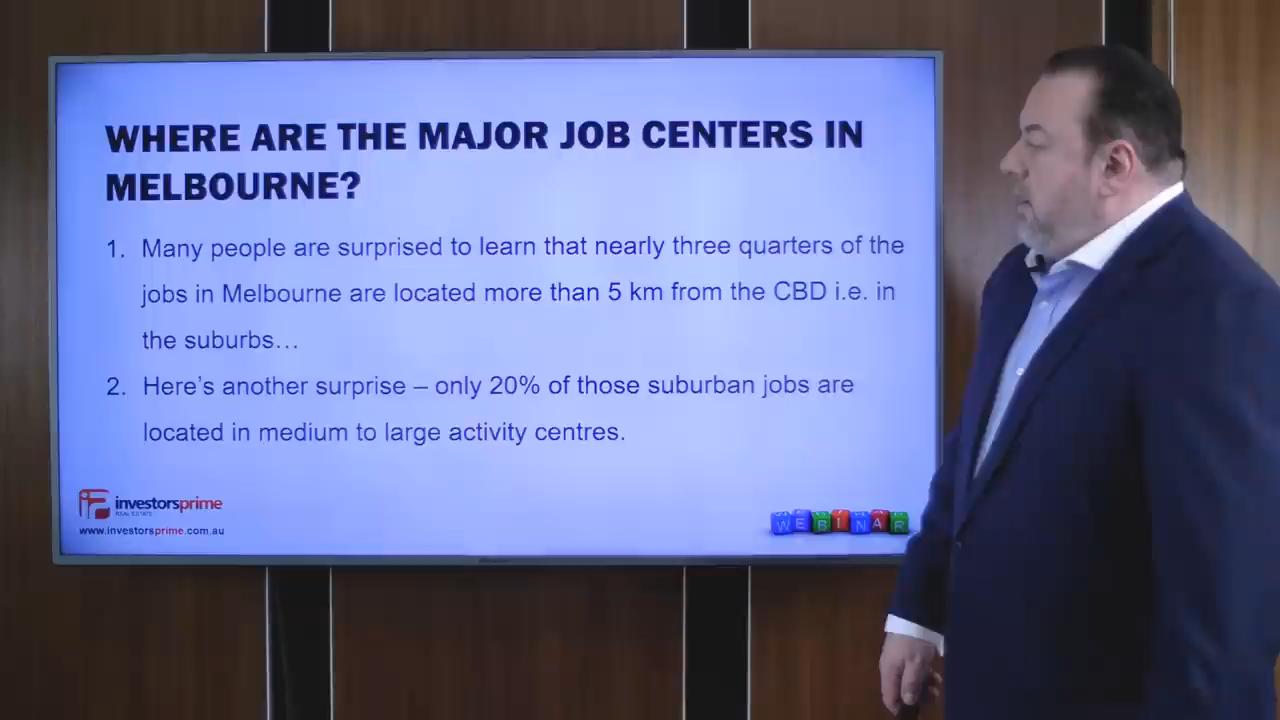 WHERE ARE THE MAJOR JOB CENTERS IN
MELBOURNE?
1. Many people are surprised to learn that nearly three quarters of the
jobs in Melbourne are located more than 5 km from the CBD i.e. in
the suburbs…
2. Here’s another surprise – only 20% of those suburban jobs are
located in medium to large activity centres.
investorsprime
REAL ESTATE
www.investorsprime.com.au
WEBINAR